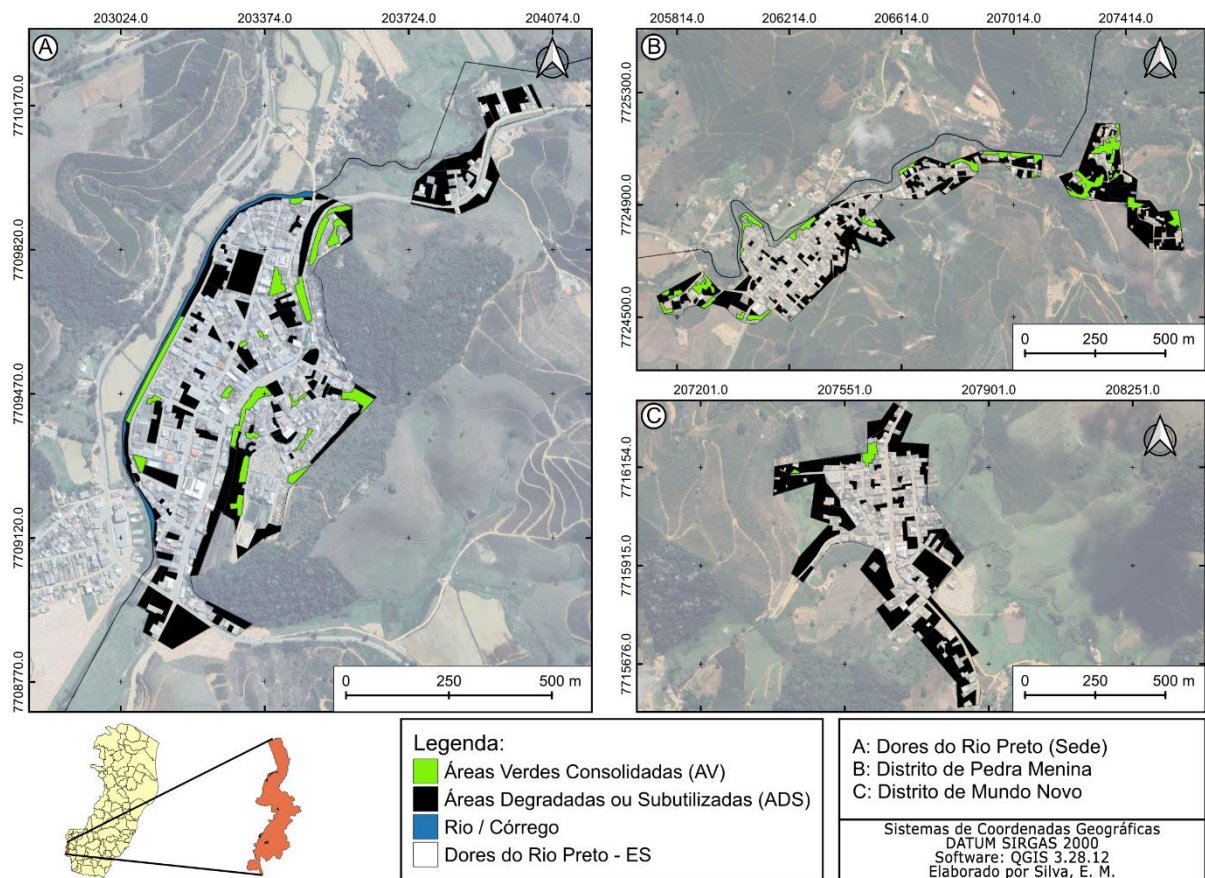 203024.0 203374.0 203724.0 204074.0
A
7710170.0
7709820.0
7709470.0
7709120.0
7708770.0
0 250 500 m
205814.0 206214.0 206614.0 207014.0 207414.0
B
7725300.0
7724900.0
7724500.0
0 250 500 m
207201.0 207551.0 207901.0 208251.0
C
7716154.0
7715915.0
7715676.0
0 250 500 m
Legenda:
Áreas Verdes Consolidadas (AV)
Áreas Degradadas ou Subutilizadas (ADS)
Rio / Córrego
Dores do Rio Preto - ES
A: Dores do Rio Preto (Sede)
B: Distrito de Pedra Menina
C: Distrito de Mundo Novo
Sistemas de Coordenadas Geográficas
DATUM SIRGAS 2000
Software: QGIS 3.28.12
Elaborado por Silva, E. M.